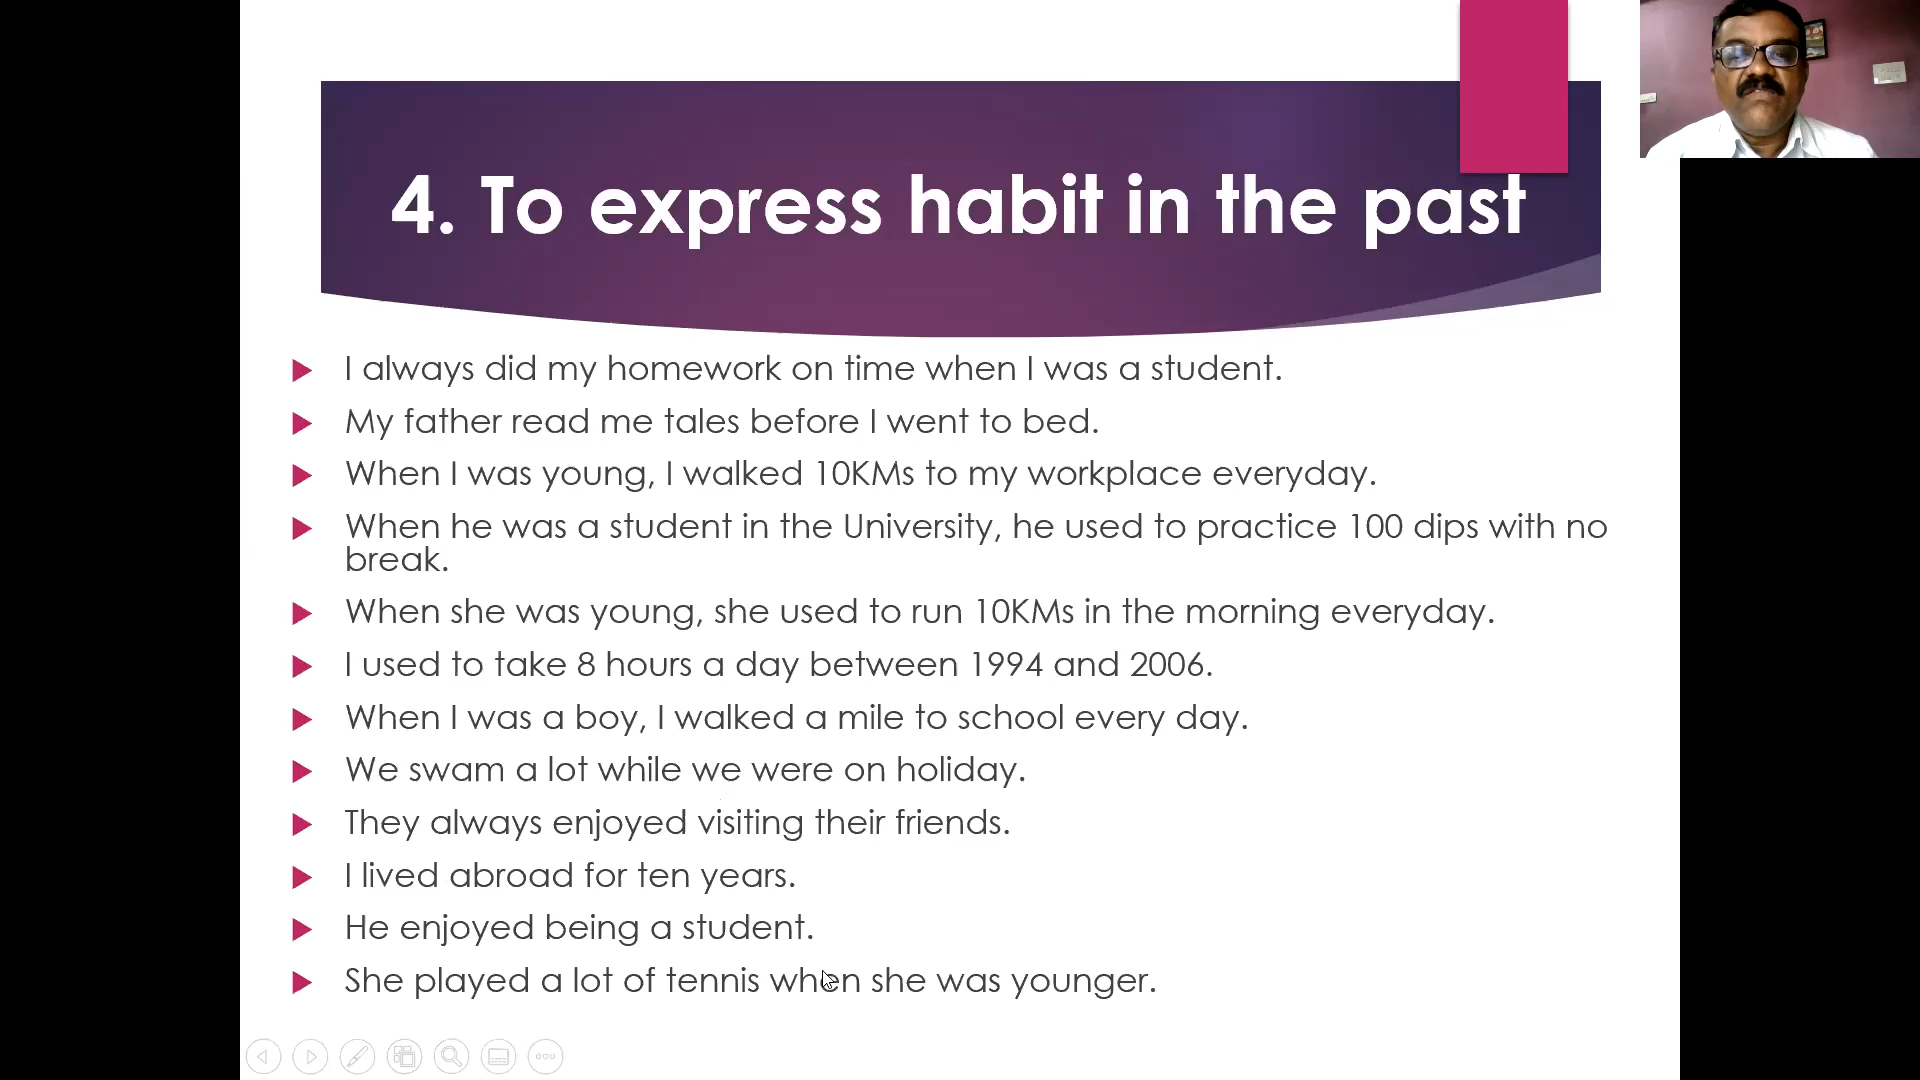 4. To express habit in the past
I always did my homework on time when I was a student.
My father read me tales before I went to bed.
When I was young, I walked 10KMs to my workplace everyday.
When he was a student in the University, he used to practice 100 dips with no
break.
When she was young, she used to run 10KMs in the morning everyday.
I used to take 8 hours a day between 1994 and 2006.
When I was a boy, I walked a mile to school every day.
We swam a lot while we were on holiday.
They always enjoyed visiting their friends.
I lived abroad for ten years.
He enjoyed being a student.
She played a lot of tennis when she was younger.